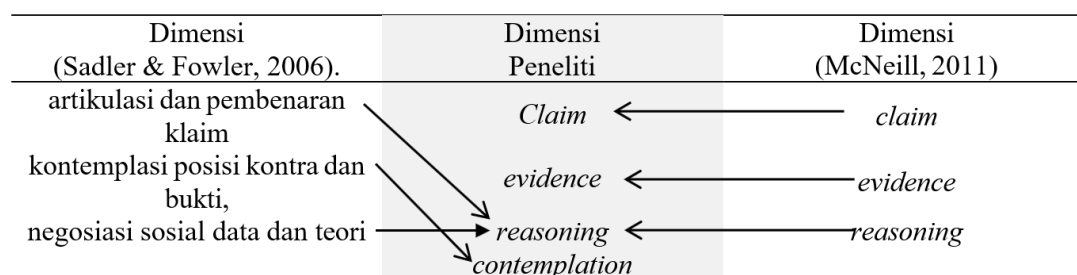 Dimensi
(Sadler & Fowler, 2006).
Dimensi
Peneliti
Dimensi
(McNeill, 2011)
artikulasi dan pembenaran
klaim
Claim
claim
kontemplasi posisi kontra dan
bukti,
evidence
evidence
negosiasi sosial data dan teori
reasoning
reasoning
contemplation